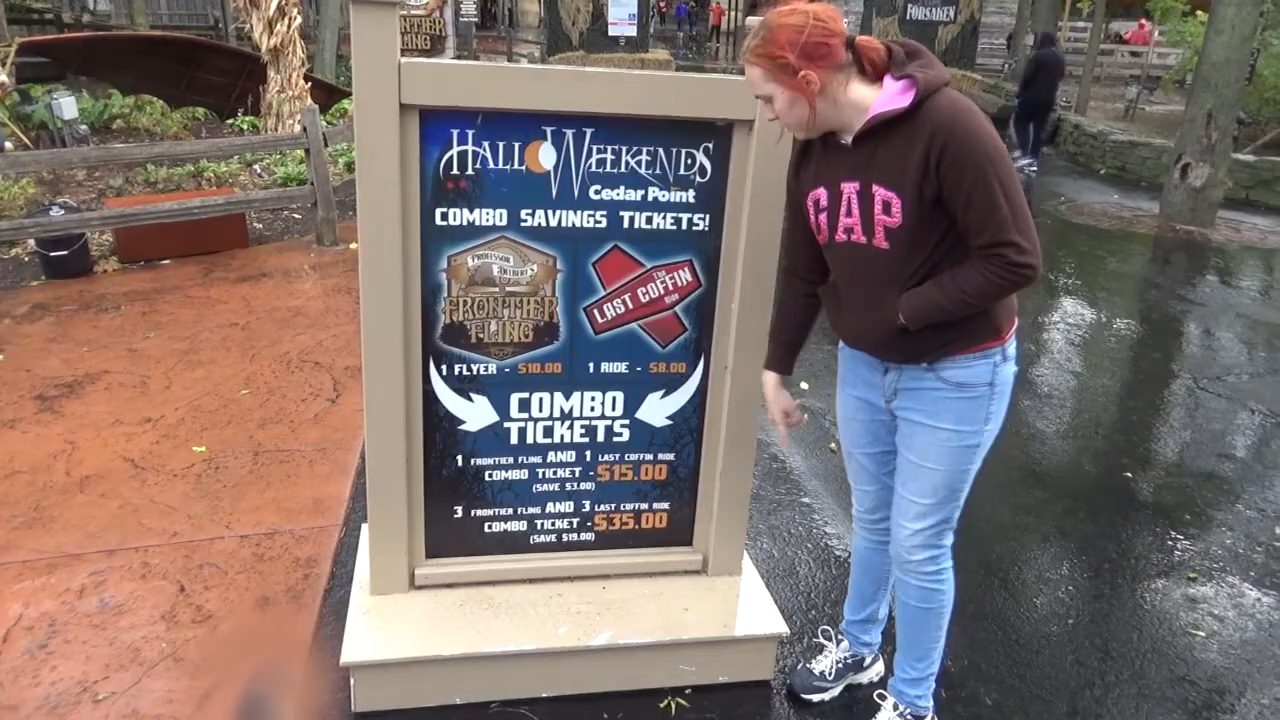 FRONTIER
FORSAKEN
HALLOWEEKENDS
Cedar Point
COMBO SAVINGS TICKETS!
PROFESSOR
DELBERT'S
FRONTIER
FLING
The
LAST COFFIN
Ride
1 FLYER - $10.00
1 RIDE - $8.00
COMBO
TICKETS
1 FRONTIER FLING AND 1 LAST COFFIN RIDE
COMBO TICKET - $15.00
(SAVE $3.00)
3 FRONTIER FLING AND 3 LAST COFFIN RIDE
COMBO TICKET - $35.00
(SAVE $19.00)
GAP